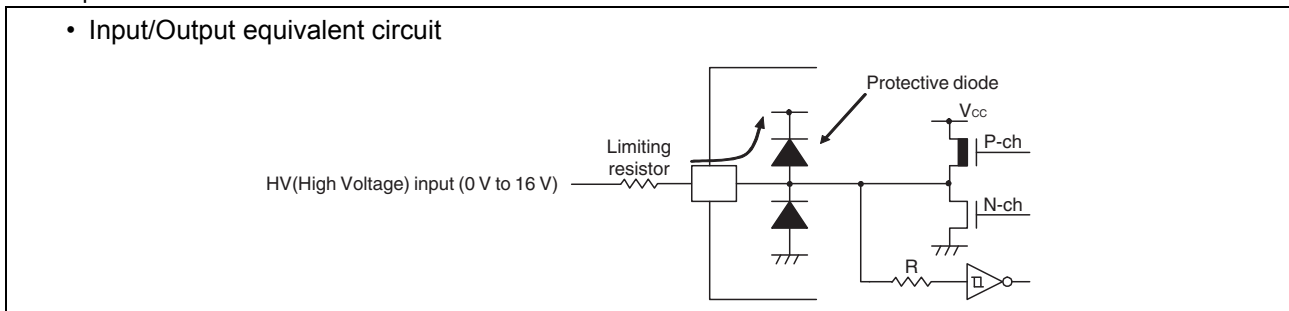 • Input/Output equivalent circuit
Protective diode
Vcc
P-ch
Limiting
resistor
HV(High Voltage) input (0 V to 16 V)
N-ch
R